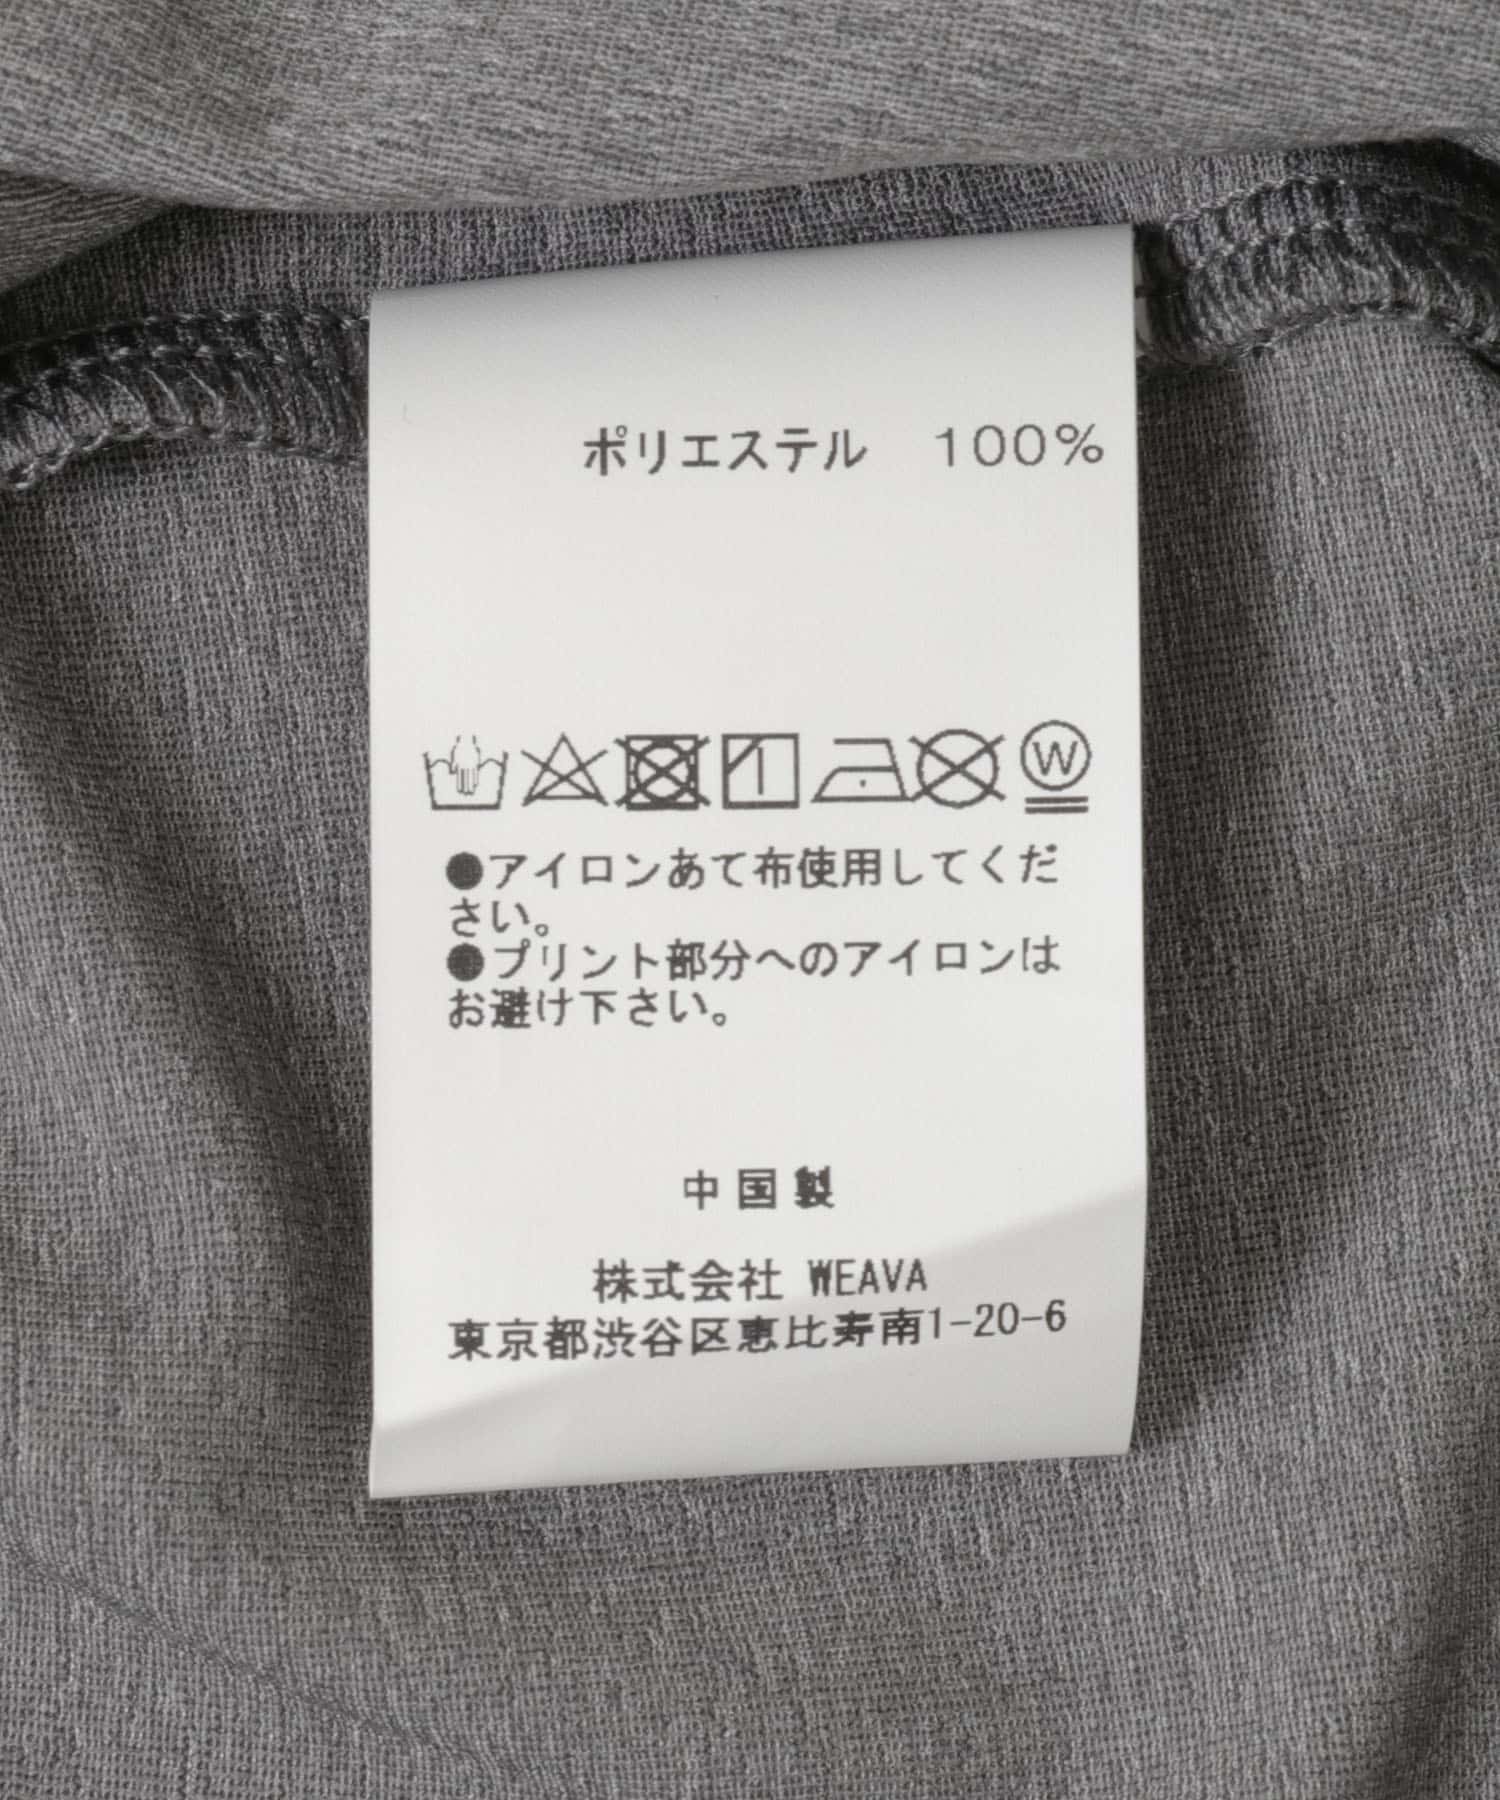 ポリエステル　100%
W
●アイロンあて布使用してくだ
さい。
●プリント部分へのアイロンは
お避け下さい。
中国製
株式会社 WEAVA
東京都渋谷区恵比寿南1-20-6